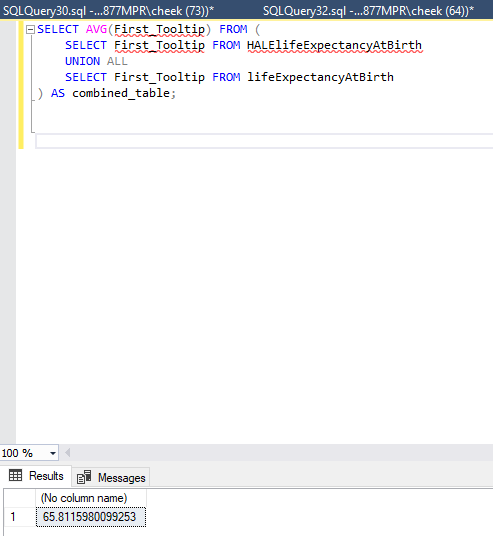 SQLQuery30.sql -...877MPR\cheek (73))*    SQLQuery32.sql -...877MPR\cheek (64))*
SELECT AVG(First_Tooltip) FROM (
    SELECT First_Tooltip FROM HALElifeExpectancyAtBirth
    UNION ALL
    SELECT First_Tooltip FROM lifeExpectancyAtBirth
) AS combined_table;
100 %
Results    Messages
(No column name)
1    65.8115980099253